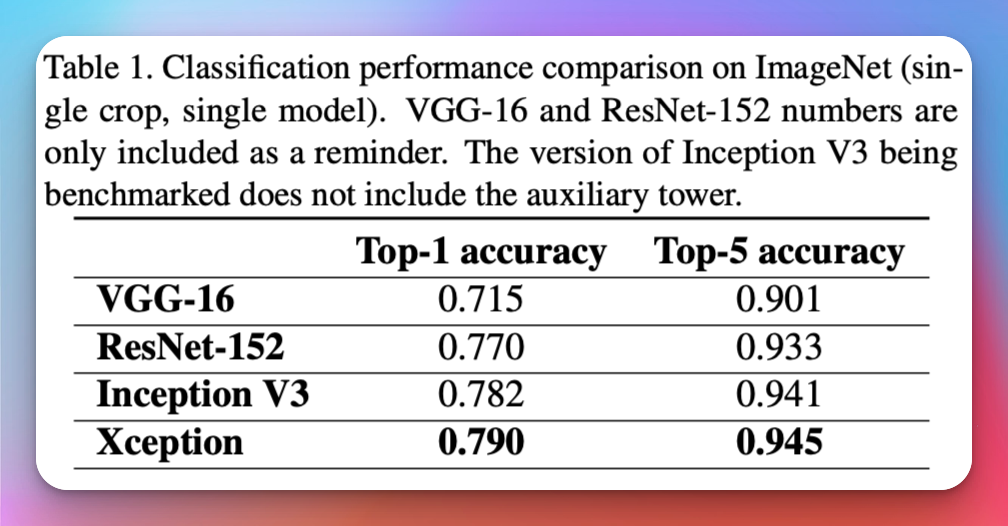 Table 1. Classification performance comparison on ImageNet (sin-
gle crop, single model). VGG-16 and ResNet-152 numbers are
only included as a reminder. The version of Inception V3 being
benchmarked does not include the auxiliary tower.
Top-1 accuracy Top-5 accuracy
VGG-16 0.715 0.901
ResNet-152 0.770 0.933
Inception V3 0.782 0.941
Xception 0.790 0.945